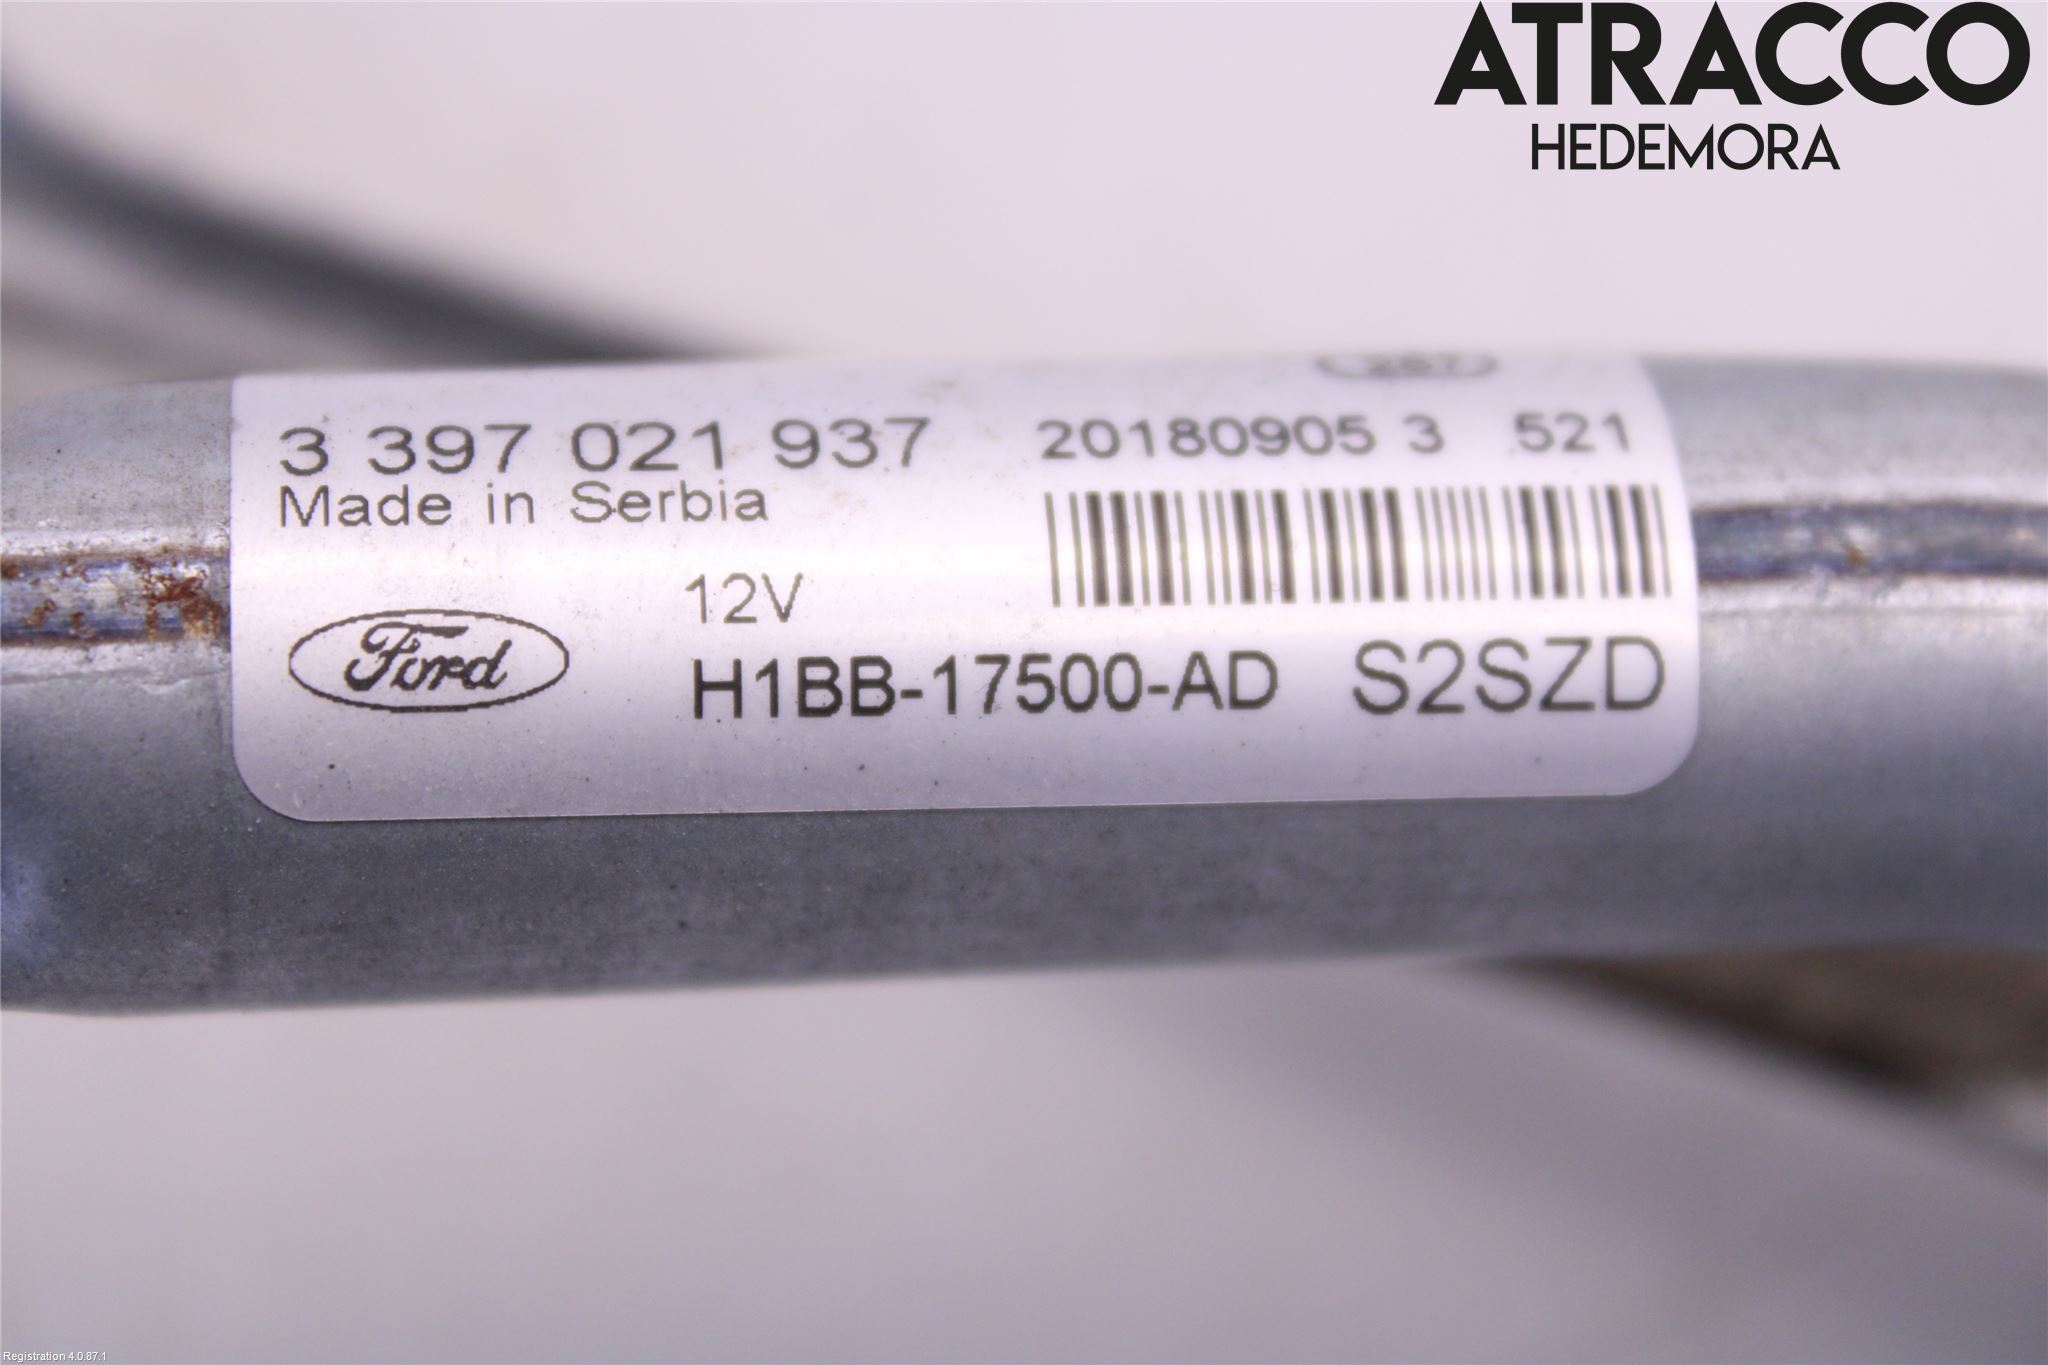 ATRACCO
HEDEMORA
3 397 021 937 20180905 3 521
Made in Serbia
12V
Ford H1BB-17500-AD S2SZD
Registration 4.0.87.1